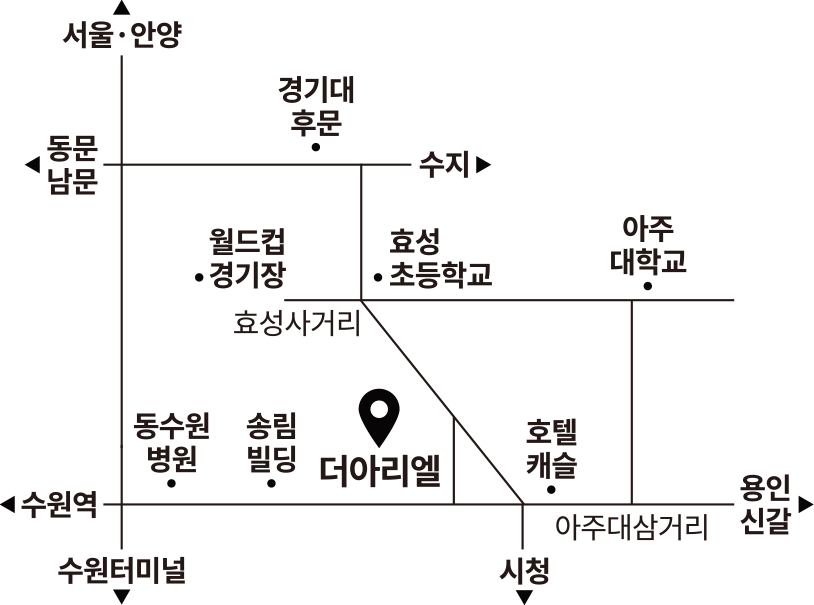 서울·안양
경기대
후문
동문
남문
수지
월드컵
경기장
효성
초등학교
아주
대학교
효성사거리
동수원
병원
송림
빌딩
더아리엘
호텔
캐슬
수원역
용인
신갈
아주대삼거리
수원터미널
시청